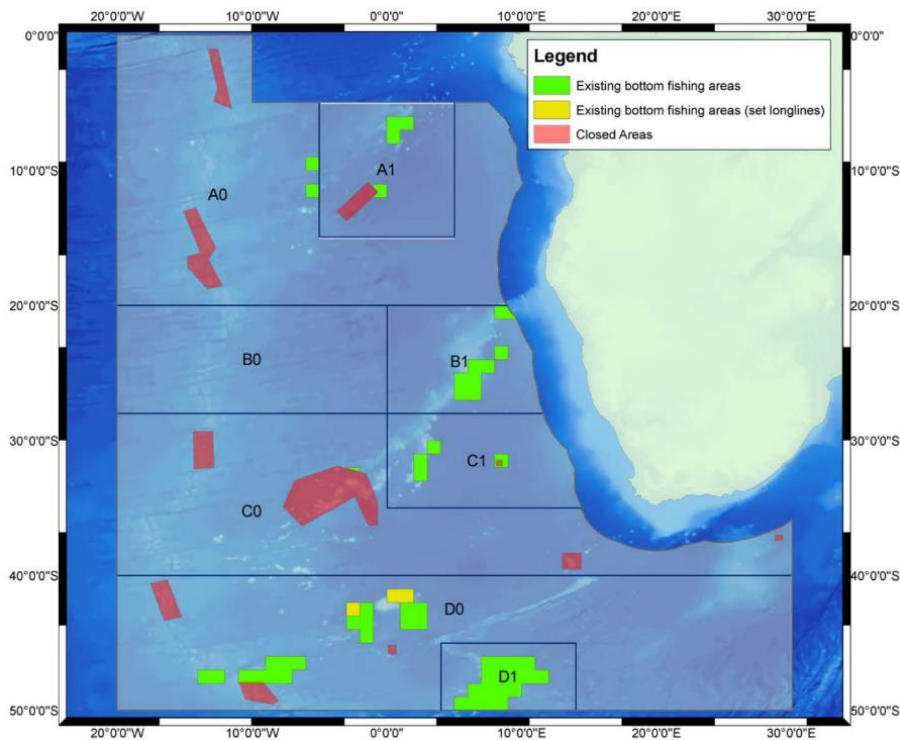 20°0'0"W 10°0'0"W 0°0'0" 10°0'0"E 20°0'0"E 30°0'0"E
0°0'0" 0°0'0"
Legend
Existing bottom fishing areas
Existing bottom fishing areas (set longlines)
Closed Areas
10°0'0"S 10°0'0"S
A1
A0
20°0'0"S 20°0'0"S
B0 B1
30°0'0"S 30°0'0"S
C1
C0
40°0'0"S 40°0'0"S
D0
D1
50°0'0"S 50°0'0"S
20°0'0"W 10°0'0"W 0°0'0" 10°0'0"E 20°0'0"E 30°0'0"E